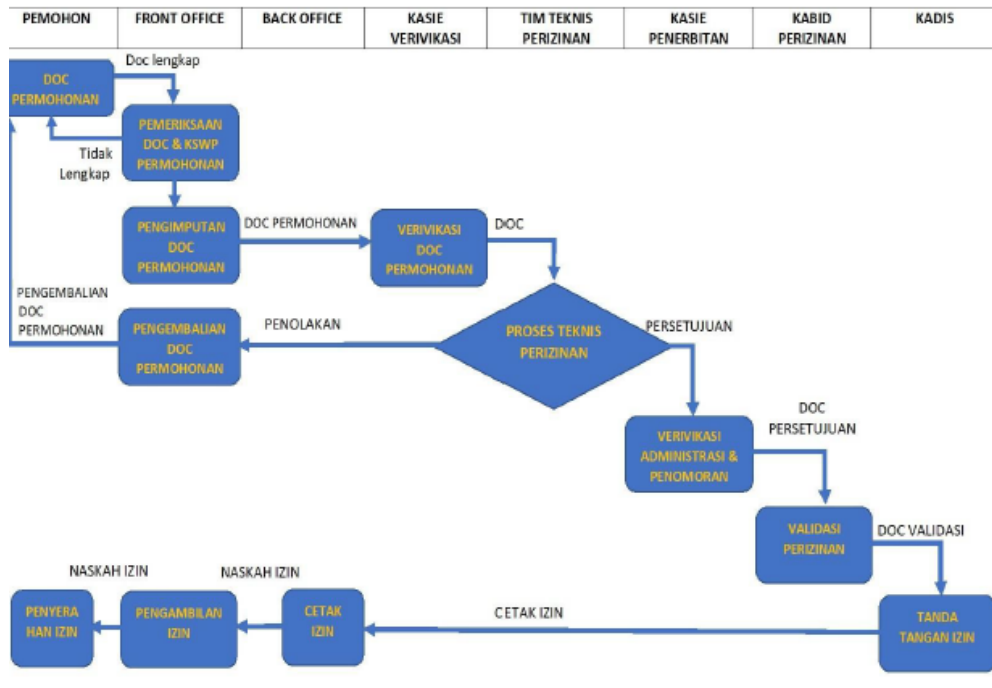 PEMOHON
FRONT OFFICE
BACK OFFICE
KASIE
VERIVIKASI
TIM TEKNIS
PERIZINAN
KASIE
PENERBITAN
KABID
PERIZINAN
KADIS
Doc lengkap
DOC
PERMOHONAN
PEMERIKSAAN
DOC & KSWP
PERMOHONAN
Tidak
Lengkap
PENGIMPUTAN
DOC
PERMOHONAN
DOC PERMOHONAN
VERIVIKASI
DOC
PERMOHONAN
DOC
PENGEMBALIAN
DOC
PERMOHONAN
PENGEMBALIAN
DOC
PERMOHONAN
PENOLAKAN
PROSES TEKNIS
PERIZINAN
PERSETUJUAN
VERIVIKASI
ADMINISTRASI &
PENOMORAN
DOC
PERSETUJUAN
VALIDASI
PERIZINAN
DOC VALIDASI
NASKAH IZIN
NASKAH IZIN
PENYERA
HAN IZIN
PENGAMBILAN
IZIN
CETAK
IZIN
CETAK IZIN
TANDA
TANGAN IZIN